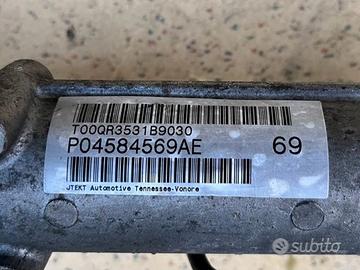 T00QR3531B9030
P04584569AE 69
JTEKT Automotive Tennessee-Vonore
subito